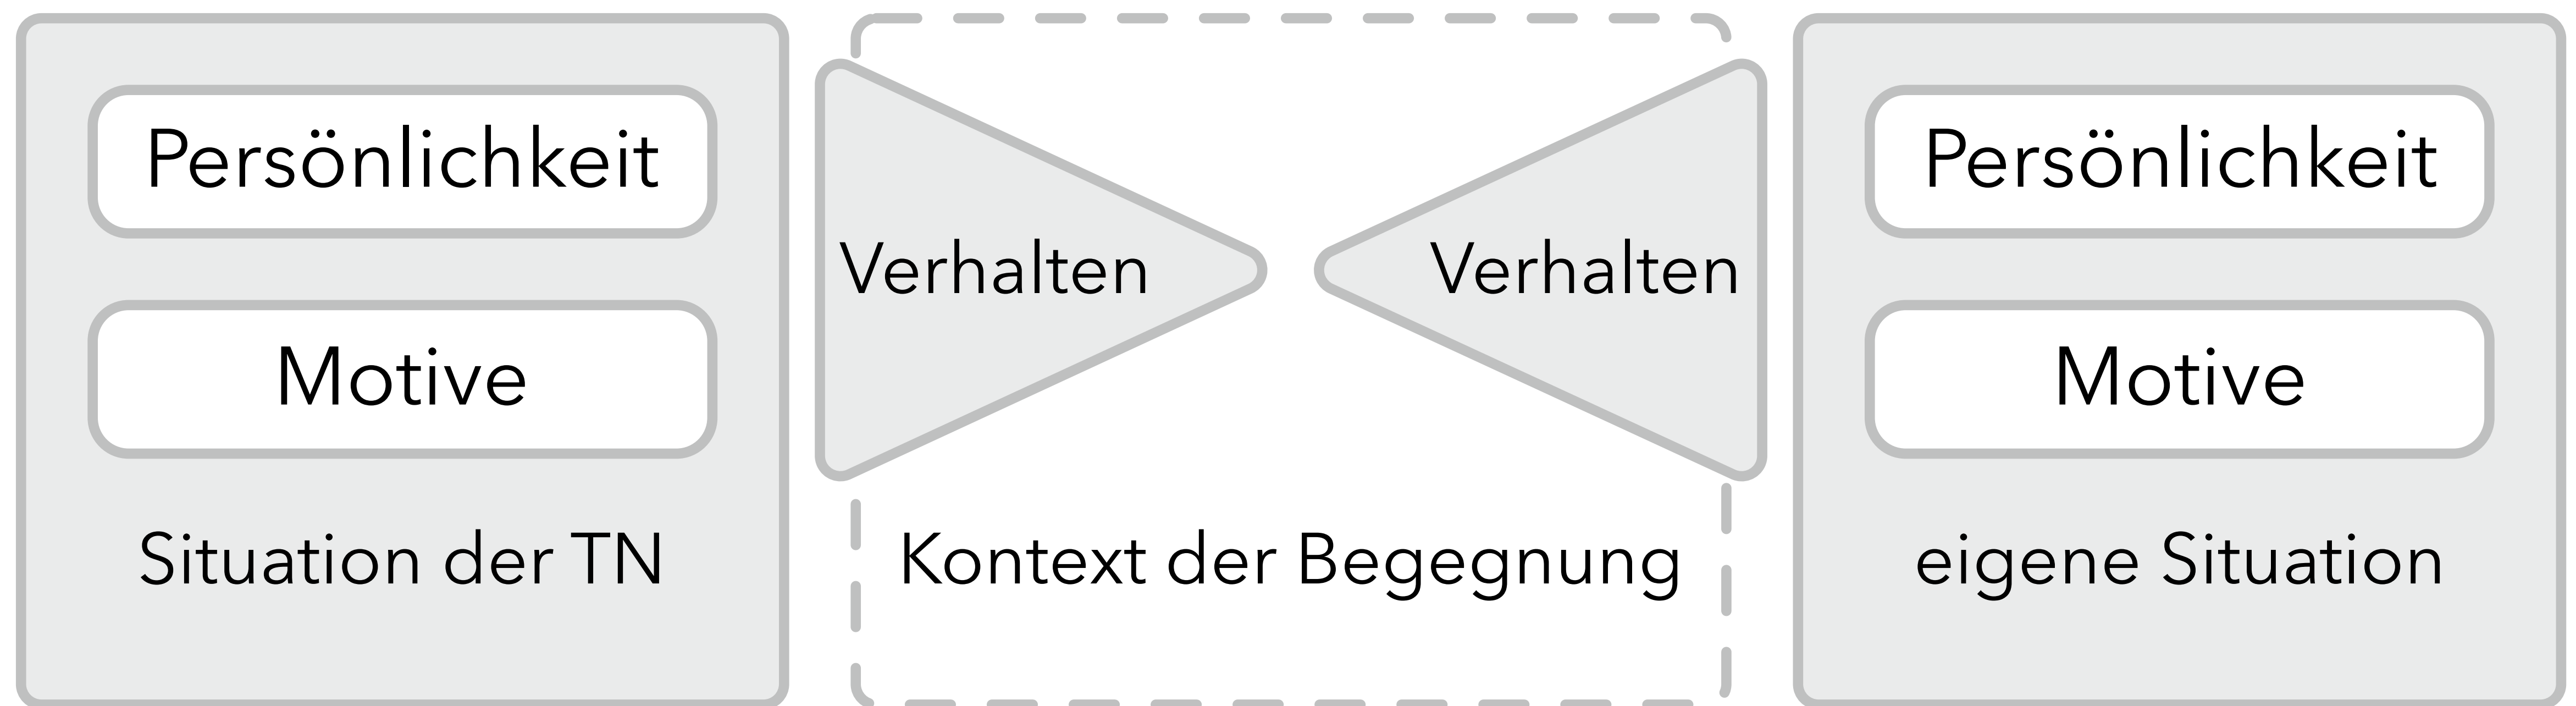 Persönlichkeit
Motive
Situation der TN
Verhalten
Verhalten
Kontext der Begegnung
Persönlichkeit
Motive
eigene Situation